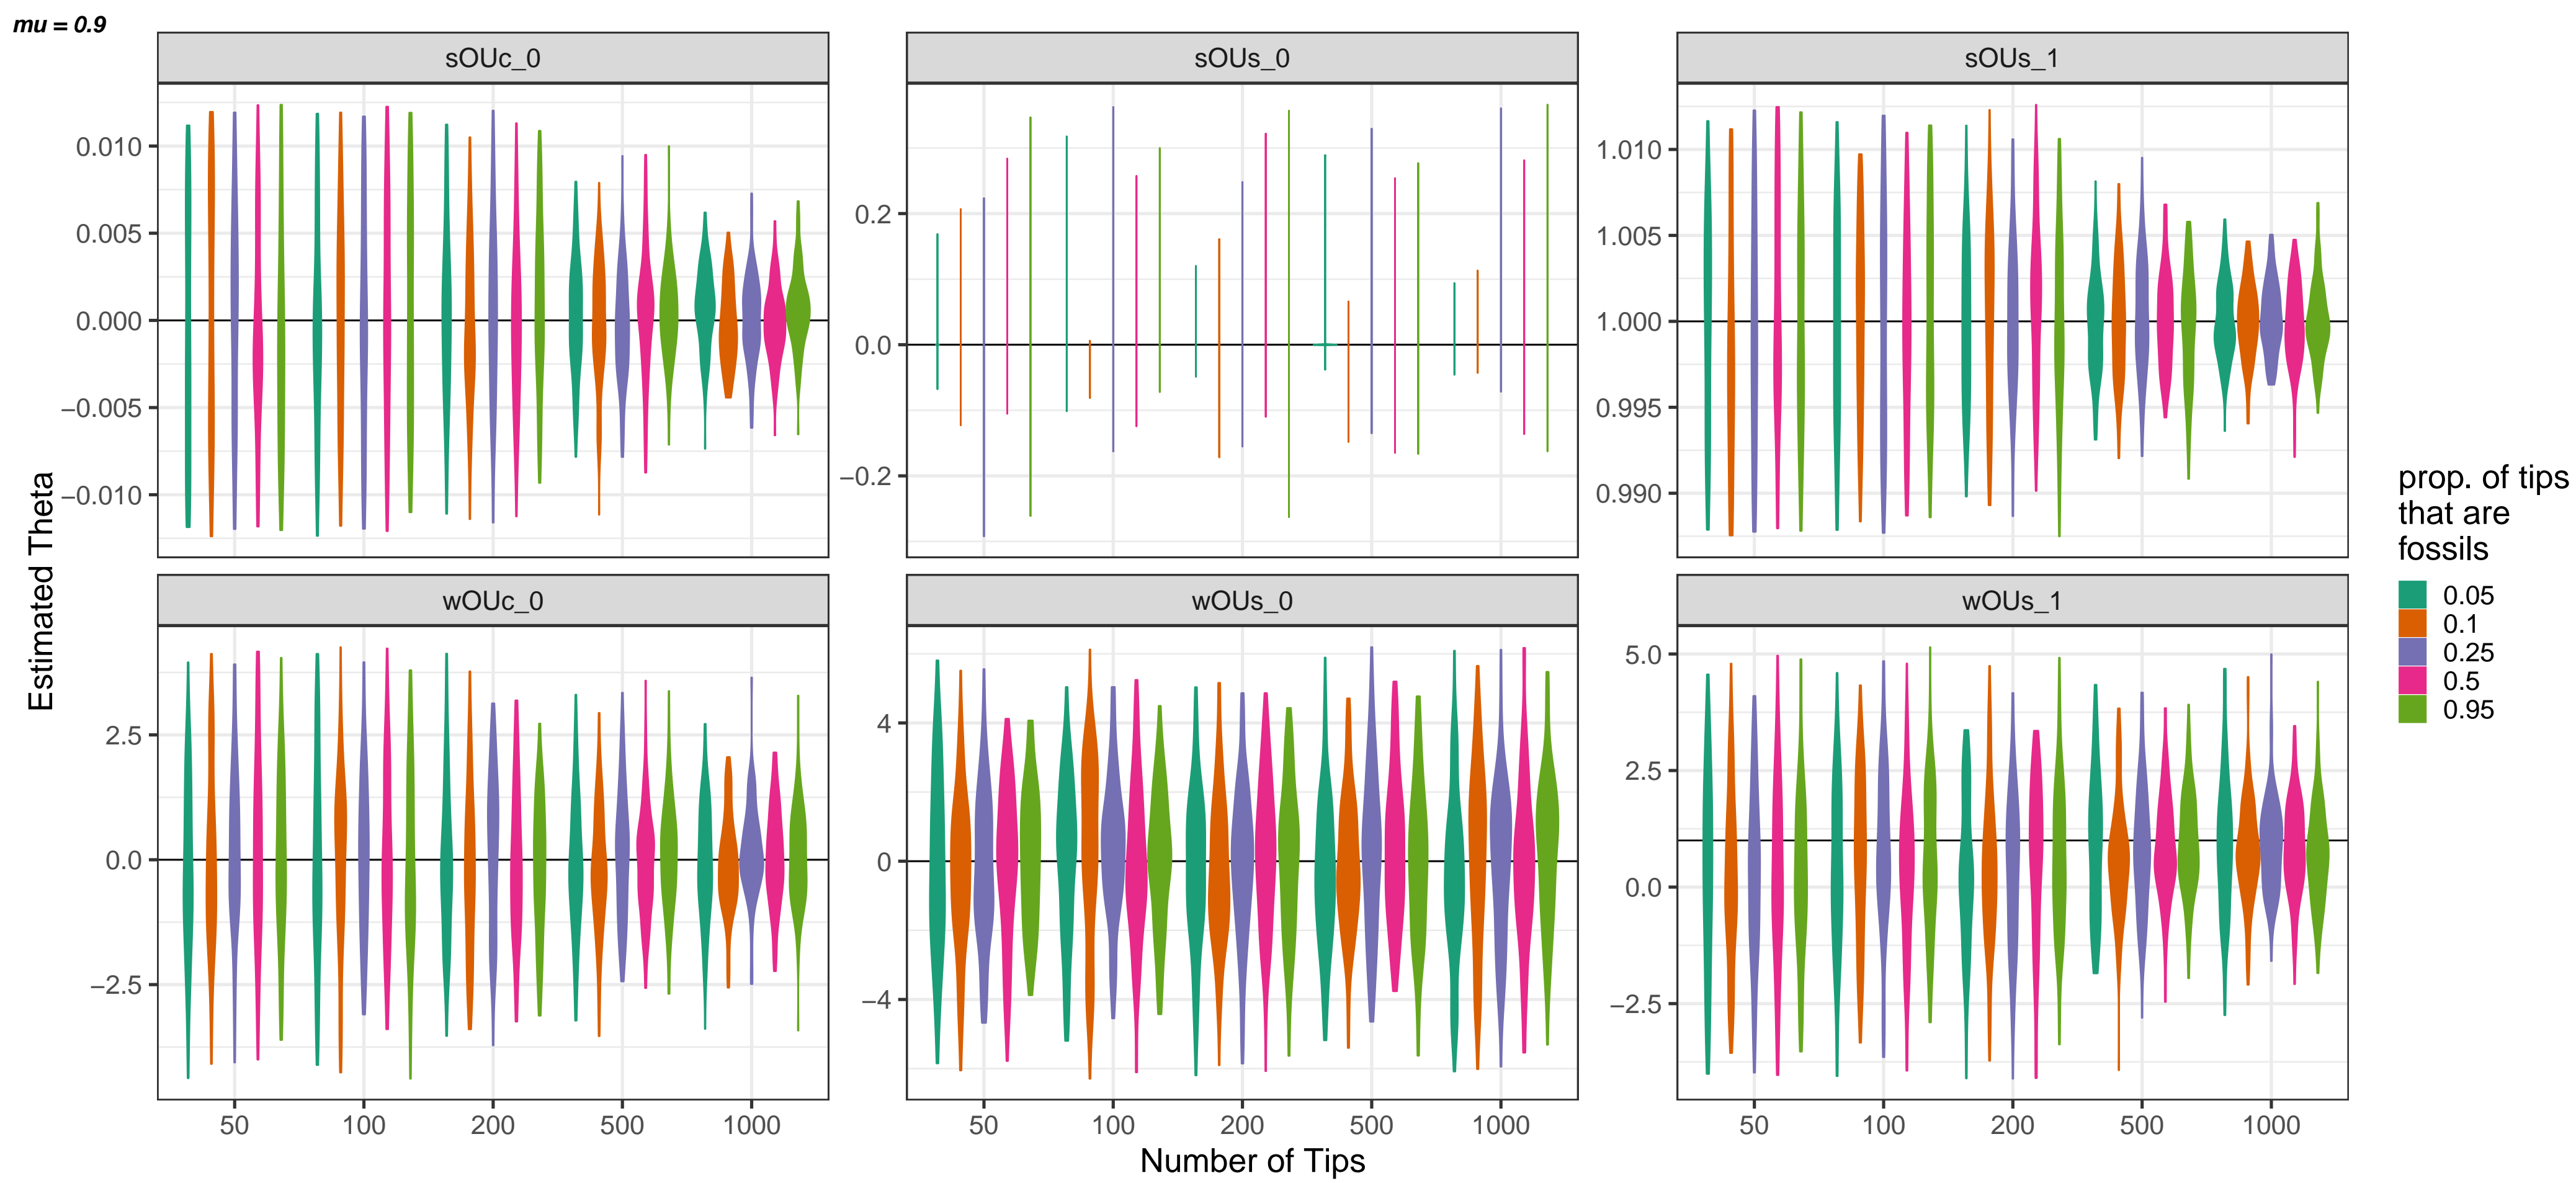 mu = 0.9
sOUc_0
sOUs_0
sOUs_1
0.010
0.005
0.000
−0.005
−0.010
0.2
0.0
−0.2
1.010
1.005
1.000
0.995
0.990
Estimated Theta
wOUc_0
wOUs_0
wOUs_1
2.5
0.0
−2.5
4
0
−4
5.0
2.5
0.0
−2.5
50 100 200 500 1000
50 100 200 500 1000
50 100 200 500 1000
Number of Tips
prop. of tips
that are
fossils
0.05
0.1
0.25
0.5
0.95